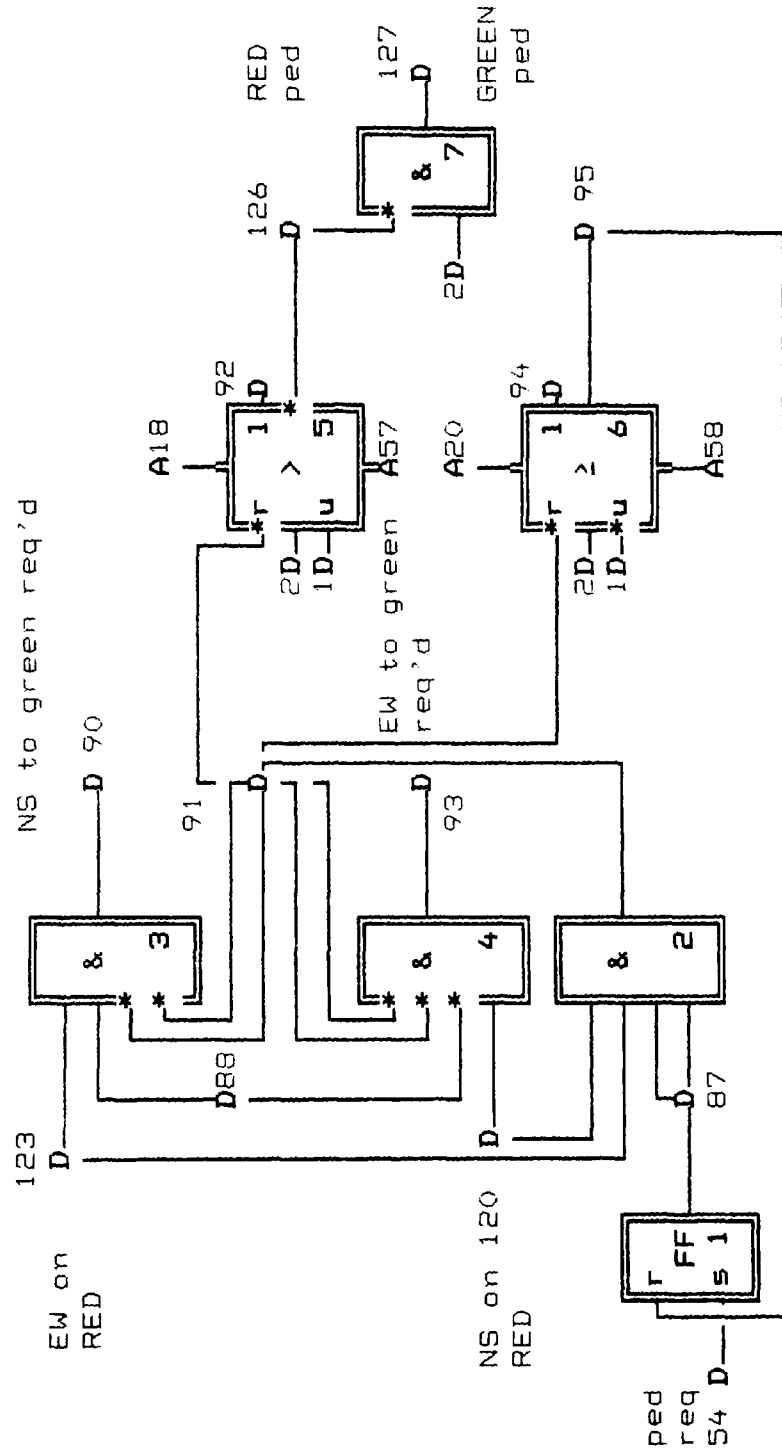 RED
ped
127
D
GREEN
ped
126
D
*
&
7
2D
95
D
A18
92
D
1
*
>
5
*r
u
A57
2D
1D
A20
94
D
1
≥
6
*r
*u
A58
2D
1D
NS to green req'd
D 90
91
D
EW to green
req'd
D
93
&
3
*
*
&
4
*
*
*
&
2
D88
123
D
EW on
RED
D
NS on 120
RED
D
87
r
FF
s 1
ped
req
54 D